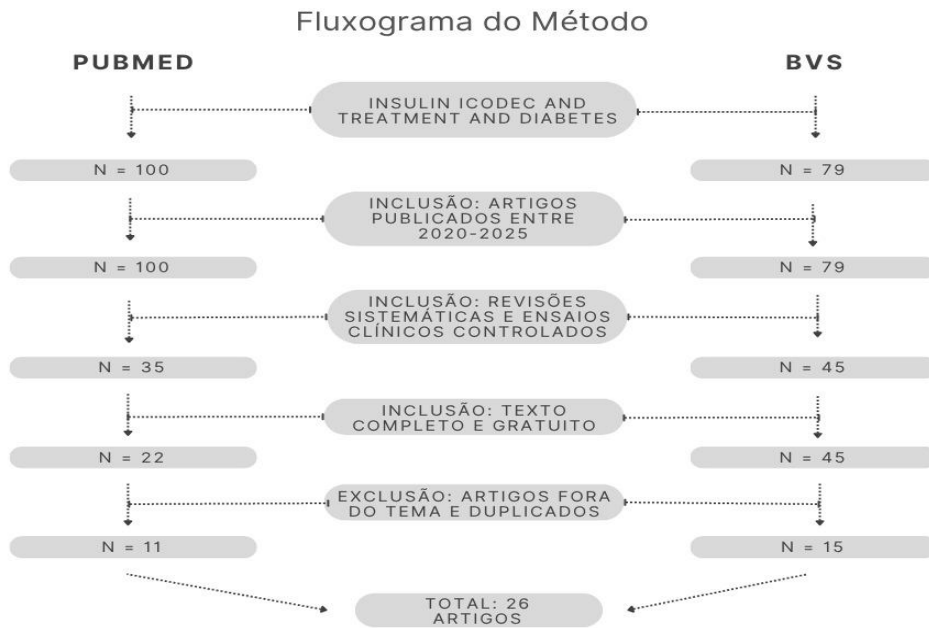 Fluxograma do Método
PUBMED
BVS
INSULIN ICODEC AND
TREATMENT AND DIABETES
N = 100
N = 79
INCLUSÃO: ARTIGOS
PUBLICADOS ENTRE
2020-2025
N = 100
N = 79
INCLUSÃO: REVISÕES
SISTEMÁTICAS E ENSAIOS
CLÍNICOS CONTROLADOS
N = 35
N = 45
INCLUSÃO: TEXTO
COMPLETO E GRATUITO
N = 22
N = 45
EXCLUSÃO: ARTIGOS FORA
DO TEMA E DUPLICADOS
N = 11
N = 15
TOTAL: 26
ARTIGOS